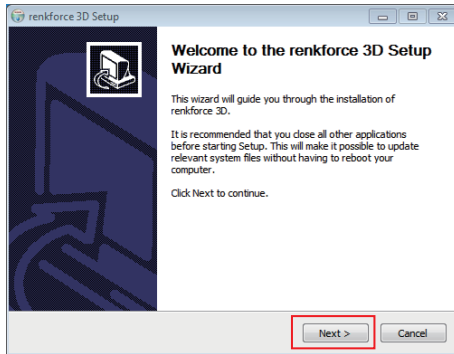 renkforce 3D Setup
Welcome to the renkforce 3D Setup
Wizard
This wizard will guide you through the installation of
renkforce 3D.
It is recommended that you close all other applications
before starting Setup. This will make it possible to update
relevant system files without having to reboot your
computer.
Click Next to continue.
Next >
Cancel